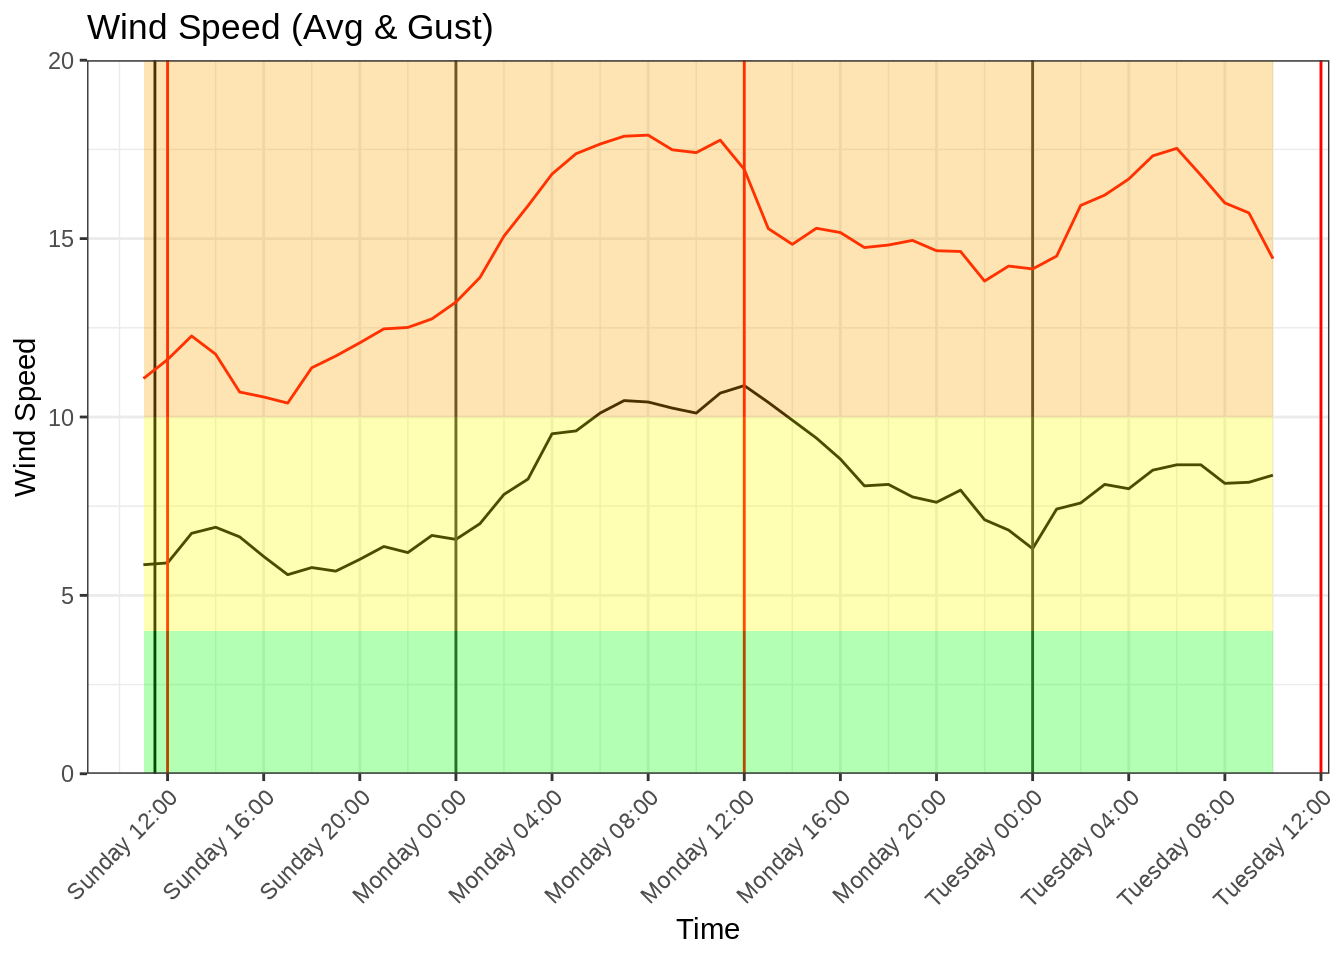 Wind Speed (Avg & Gust)
20
15
10
5
0
Wind Speed
Sunday 12:00
Sunday 16:00
Sunday 20:00
Monday 00:00
Monday 04:00
Monday 08:00
Monday 12:00
Monday 16:00
Monday 20:00
Tuesday 00:00
Tuesday 04:00
Tuesday 08:00
Tuesday 12:00
Time